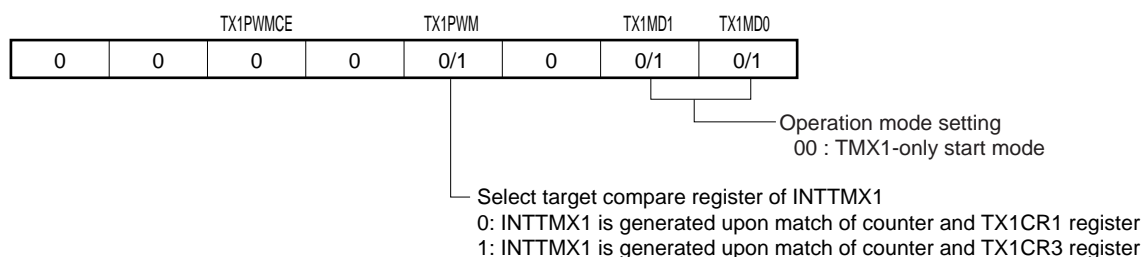 TX1PWMCE TX1PWM TX1MD1 TX1MD0
0 0 0 0 0/1 0 0/1 0/1
Operation mode setting
00 : TMX1-only start mode
Select target compare register of INTTMX1
0: INTTMX1 is generated upon match of counter and TX1CR1 register
1: INTTMX1 is generated upon match of counter and TX1CR3 register